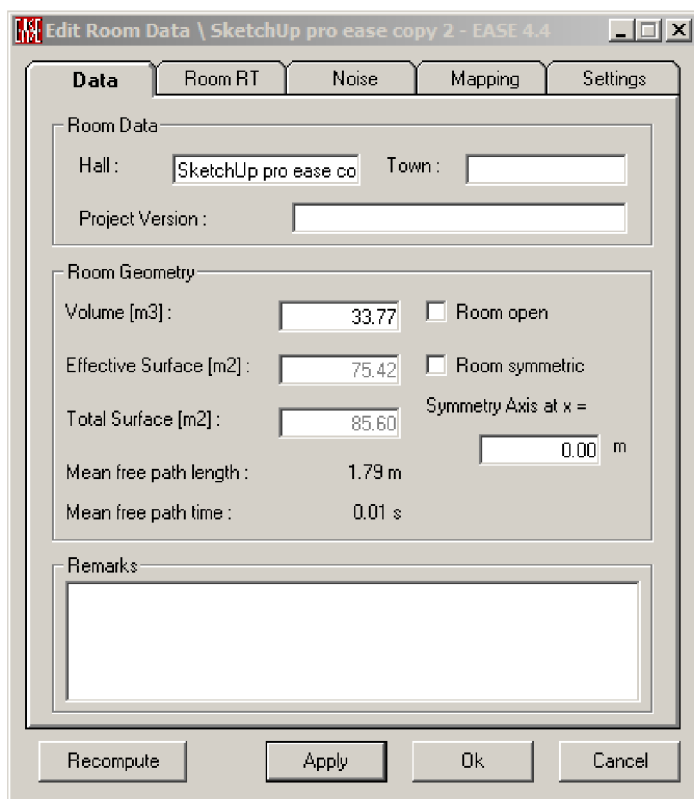 EASE Edit Room Data \ SketchUp pro ease copy 2 - EASE 4.4
Data Room RT Noise Mapping Settings
Room Data
Hall : SketchUp pro ease co Town :
Project Version :
Room Geometry
Volume [m3] : 33.77 Room open
Effective Surface [m2] : 75.42 Room symmetric
Total Surface [m2] : 85.60 Symmetry Axis at x =
0.00 m
Mean free path length : 1.79 m
Mean free path time : 0.01 s
Remarks
Recompute Apply Ok Cancel